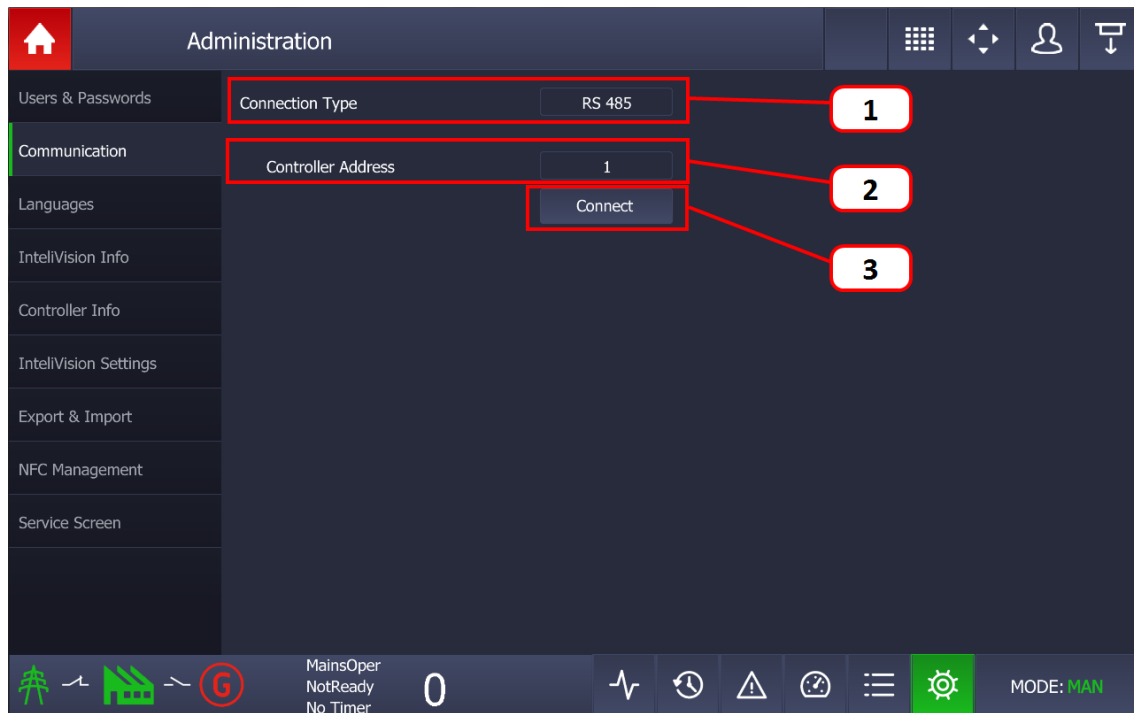 Administration
Users & Passwords
Communication
Languages
InteliVision Info
Controller Info
InteliVision Settings
Export & Import
NFC Management
Service Screen
Connection Type RS 485
Controller Address 1
Connect
1
2
3
G
MainsOper
NotReady
No Timer
0
MODE: MAN